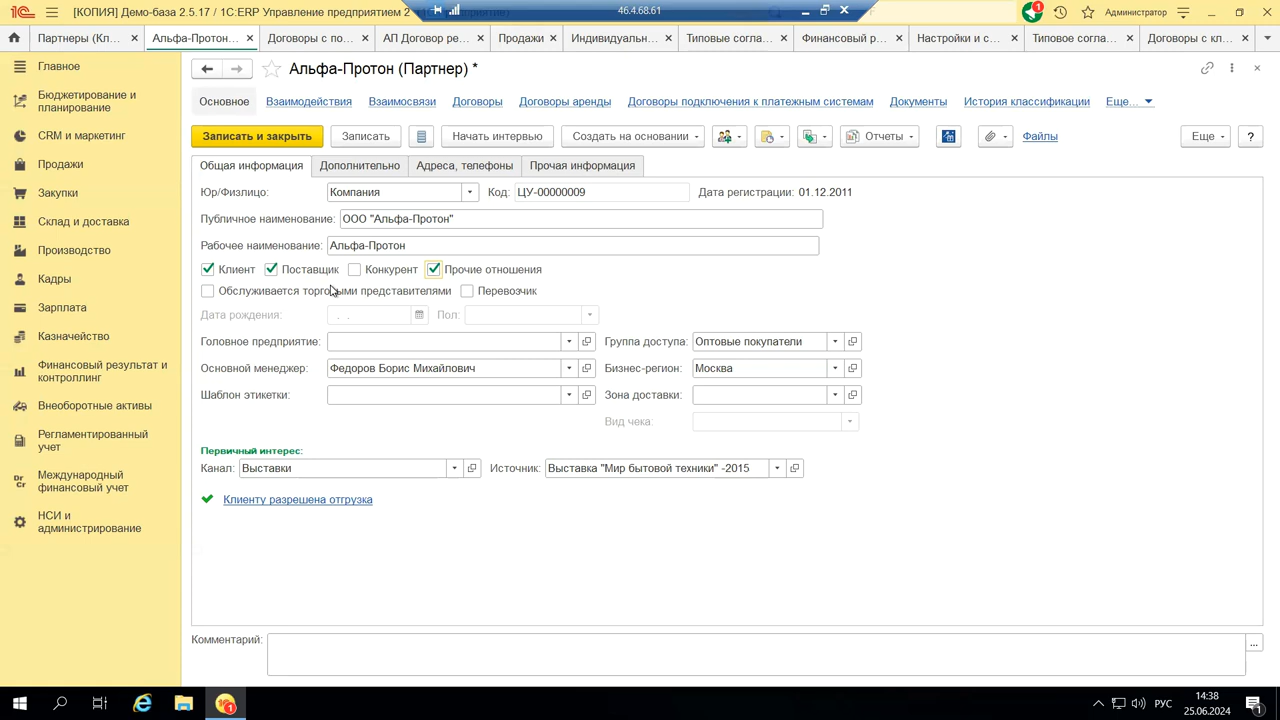 [КОПИЯ] Демо-база 2.5.17 / 1С:ERP Управление предприятием 2
46.4.68.61
Администратор
Партнеры (Кл...
Альфа-Протон...
Договоры с по...
АП Договор ре...
Продажи
Индивидуальн...
Типовые согла...
Финансовый р...
Настройки и с...
Типовое согла...
Договоры с кл...
Главное
Бюджетирование и
планирование
CRM и маркетинг
Продажи
Закупки
Склад и доставка
Производство
Кадры
Зарплата
Казначейство
Финансовый результат и
контроллинг
Внеоборотные активы
Регламентированный
учет
Международный
финансовый учет
НСИ и
администрирование
Альфа-Протон (Партнер) *
Основное Взаимодействия Взаимосвязи Договоры Договоры аренды Договоры подключения к платежным системам Документы История классификации Еще...
Записать и закрыть Записать Начать интервью Создать на основании Отчеты Файлы Еще ?
Общая информация Дополнительно Адреса, телефоны Прочая информация
Юр/Физлицо: Компания Код: ЦУ-00000009 Дата регистрации: 01.12.2011
Публичное наименование: ООО "Альфа-Протон"
Рабочее наименование: Альфа-Протон
Клиент Поставщик Конкурент Прочие отношения
Обслуживается торговыми представителями Перевозчик
Дата рождения: . . Пол:
Головное предприятие: Группа доступа: Оптовые покупатели
Основной менеджер: Федоров Борис Михайлович Бизнес-регион: Москва
Шаблон этикетки: Зона доставки:
Вид чека:
Первичный интерес:
Канал: Выставки Источник: Выставка "Мир бытовой техники" -2015
Клиенту разрешена отгрузка
Комментарий:
...
РУС
14:38
25.06.2024